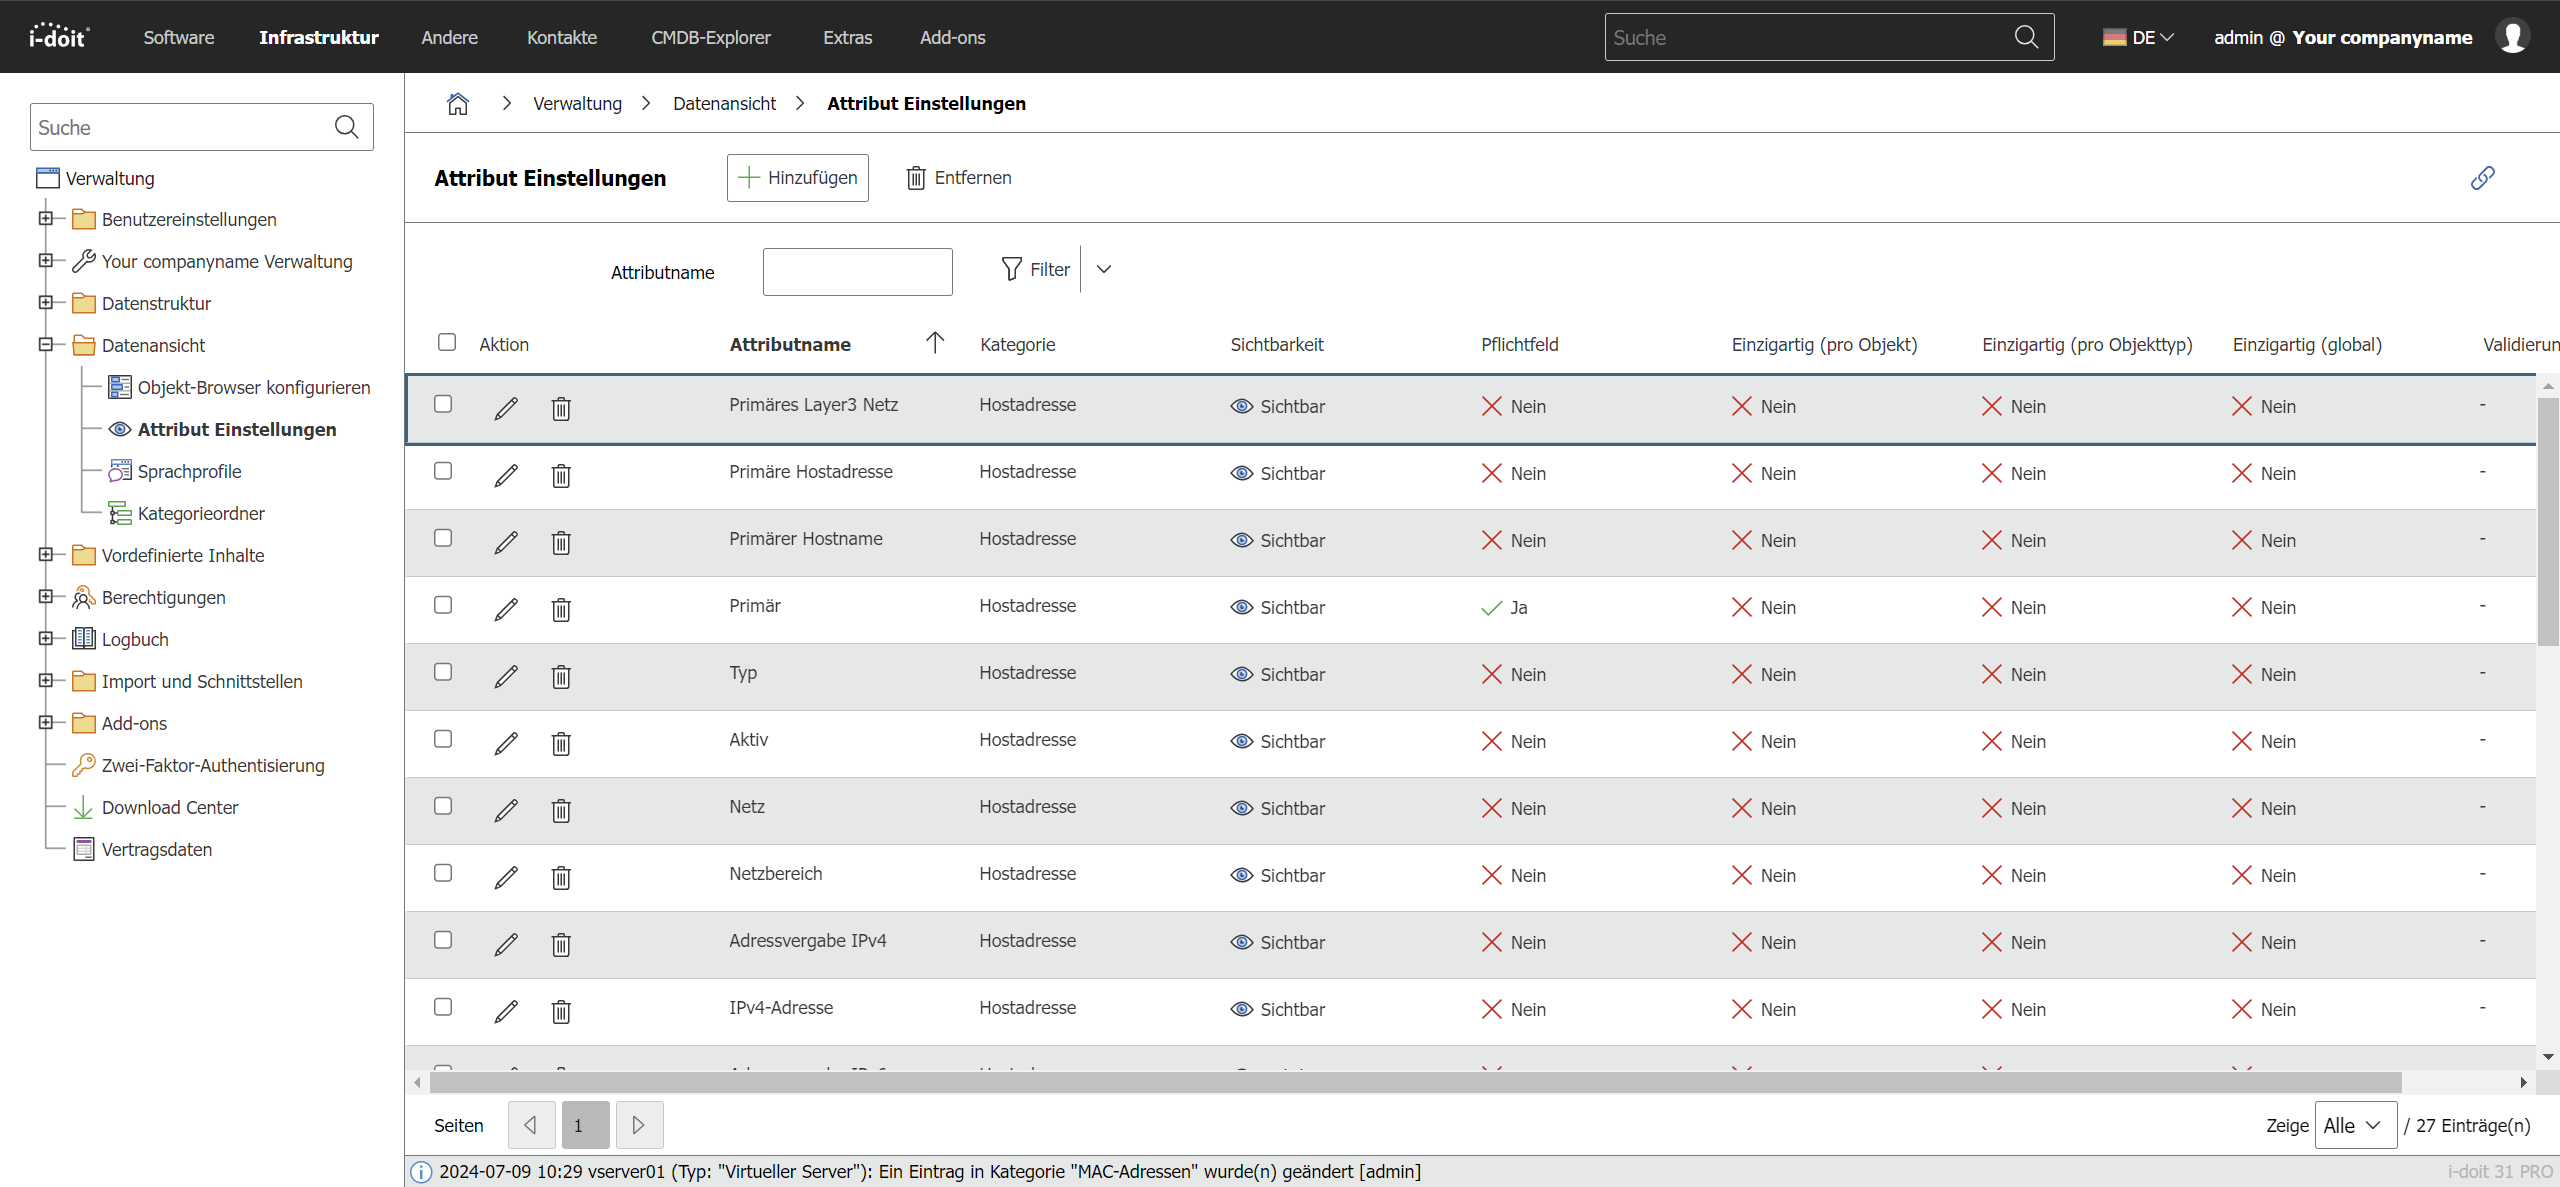 i-doit
Software Infrastruktur Andere Kontakte CMDB-Explorer Extras Add-ons Suche DE admin @ Your companyname
Suche
Verwaltung
Benutzereinstellungen
Your companyname Verwaltung
Datenstruktur
Datenansicht
Objekt-Browser konfigurieren
Attribut Einstellungen
Sprachprofile
Kategorieordner
Vordefinierte Inhalte
Berechtigungen
Logbuch
Import und Schnittstellen
Add-ons
Zwei-Faktor-Authentisierung
Download Center
Vertragsdaten
Verwaltung Datenansicht Attribut Einstellungen
Attribut Einstellungen Hinzufügen Entfernen
Attributname Filter
Aktion Attributname Kategorie Sichtbarkeit Pflichtfeld Einzigartig (pro Objekt) Einzigartig (pro Objekttyp) Einzigartig (global) Validierun
Primäres Layer3 Netz Hostadresse Sichtbar Nein Nein Nein Nein -
Primäre Hostadresse Hostadresse Sichtbar Nein Nein Nein Nein -
Primärer Hostname Hostadresse Sichtbar Nein Nein Nein Nein -
Primär Hostadresse Sichtbar Ja Nein Nein Nein -
Typ Hostadresse Sichtbar Nein Nein Nein Nein -
Aktiv Hostadresse Sichtbar Nein Nein Nein Nein -
Netz Hostadresse Sichtbar Nein Nein Nein Nein -
Netzbereich Hostadresse Sichtbar Nein Nein Nein Nein -
Adressvergabe IPv4 Hostadresse Sichtbar Nein Nein Nein Nein -
IPv4-Adresse Hostadresse Sichtbar Nein Nein Nein Nein -
Seiten 1 Zeige Alle / 27 Einträge(n)
2024-07-09 10:29 vserver01 (Typ: "Virtueller Server"): Ein Eintrag in Kategorie "MAC-Adressen" wurde(n) geändert [admin] i-doit 31 PRO